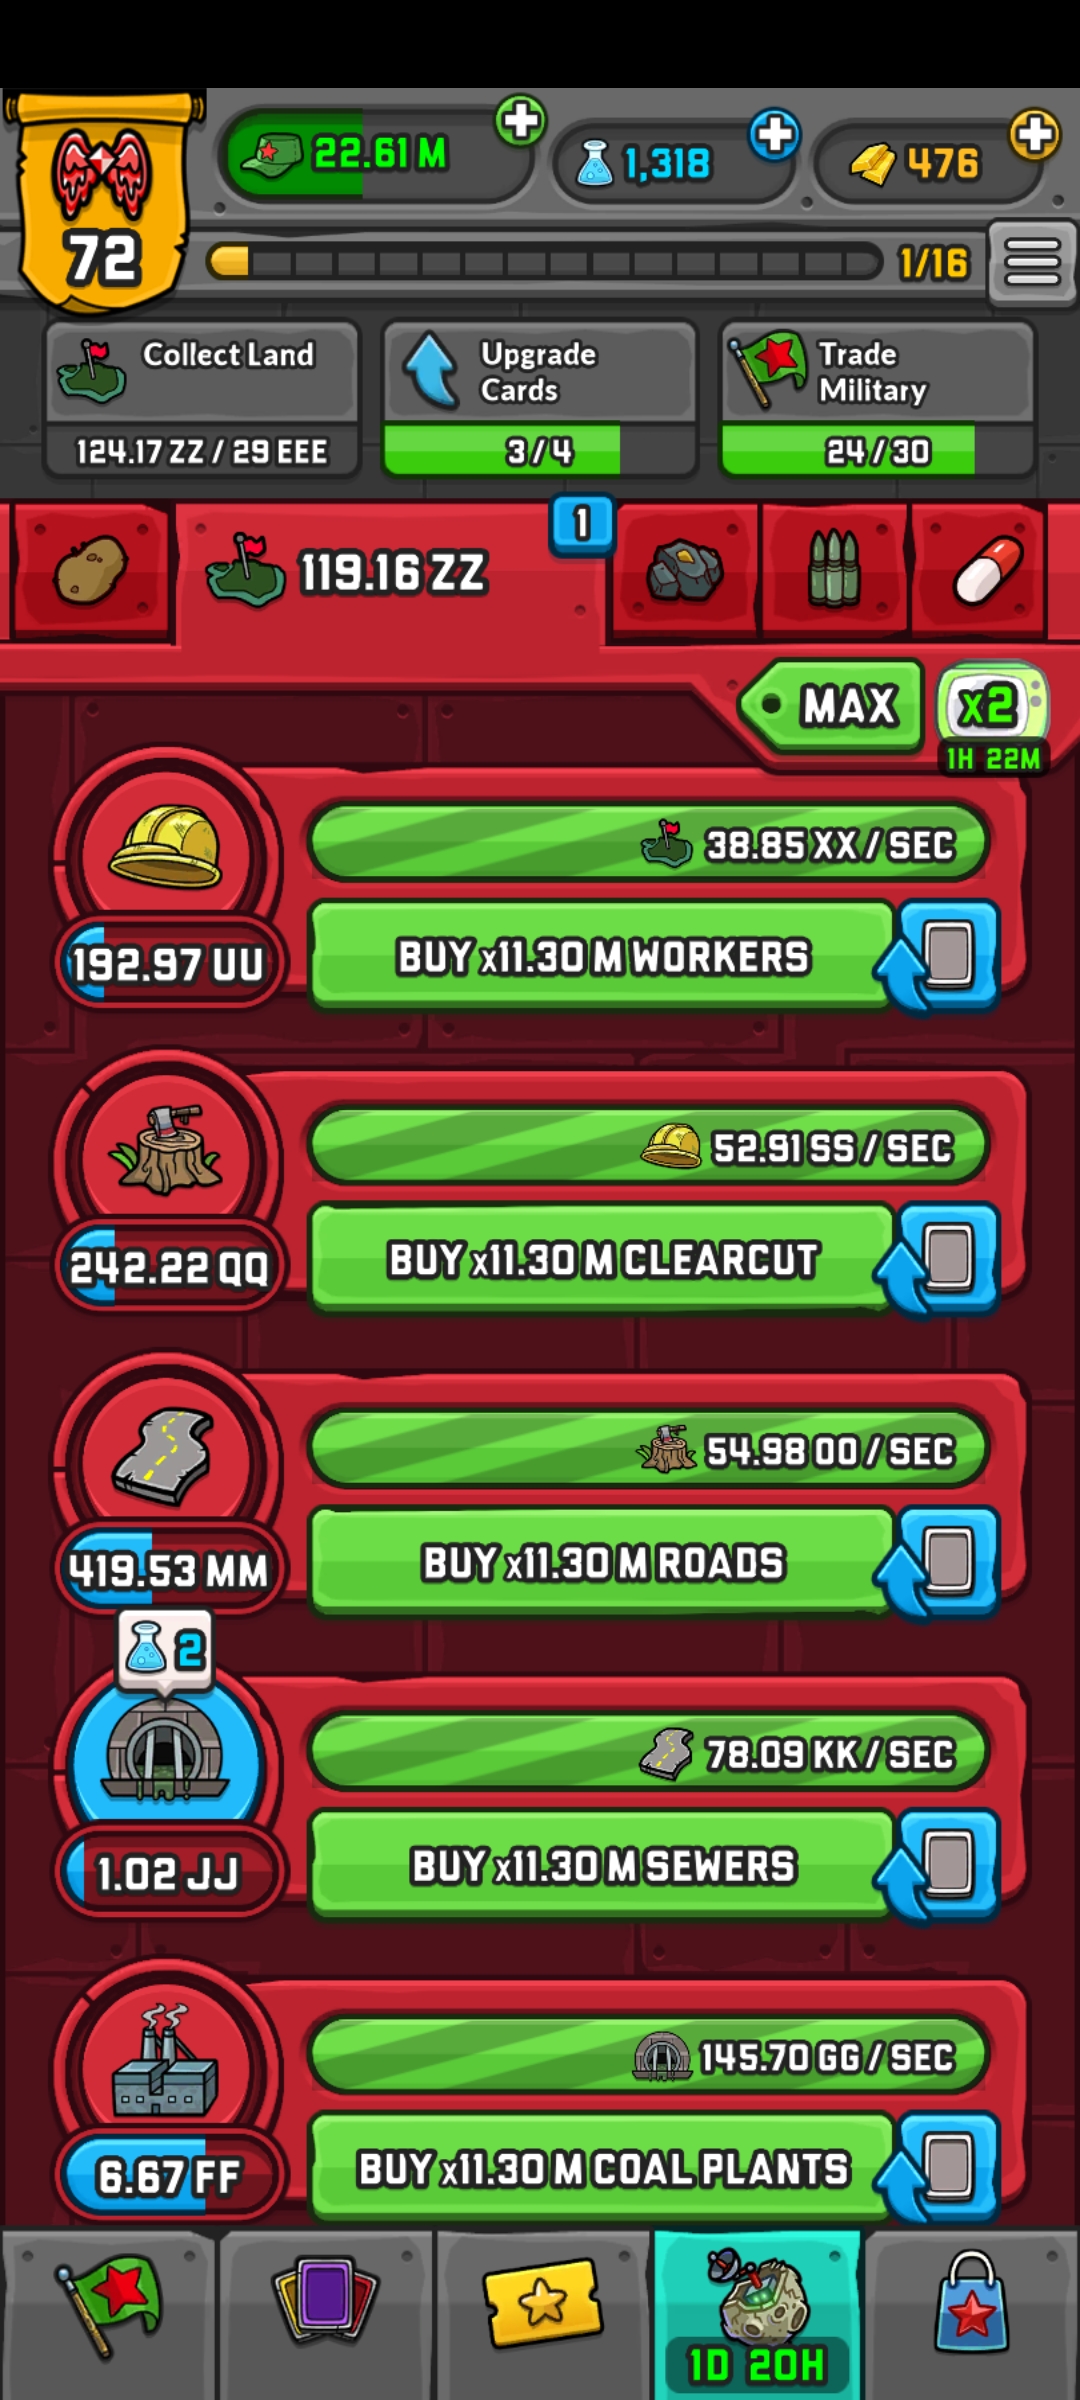 22.61 M
1,318
476
72
1/16
Collect Land
124.17 ZZ / 29 EEE
Upgrade
Cards
3/4
Trade
Military
24/30
119.16 ZZ
1
MAX
x2
1H 22M
38.85 XX / SEC
192.97 UU
BUY x11.30 M WORKERS
52.91 SS / SEC
242.22 QQ
BUY x11.30 M CLEARCUT
54.98 OO / SEC
419.53 MM
BUY x11.30 M ROADS
2
78.09 KK / SEC
1.02 JJ
BUY x11.30 M SEWERS
145.70 GG / SEC
6.67 FF
BUY x11.30 M COAL PLANTS
1D 20H